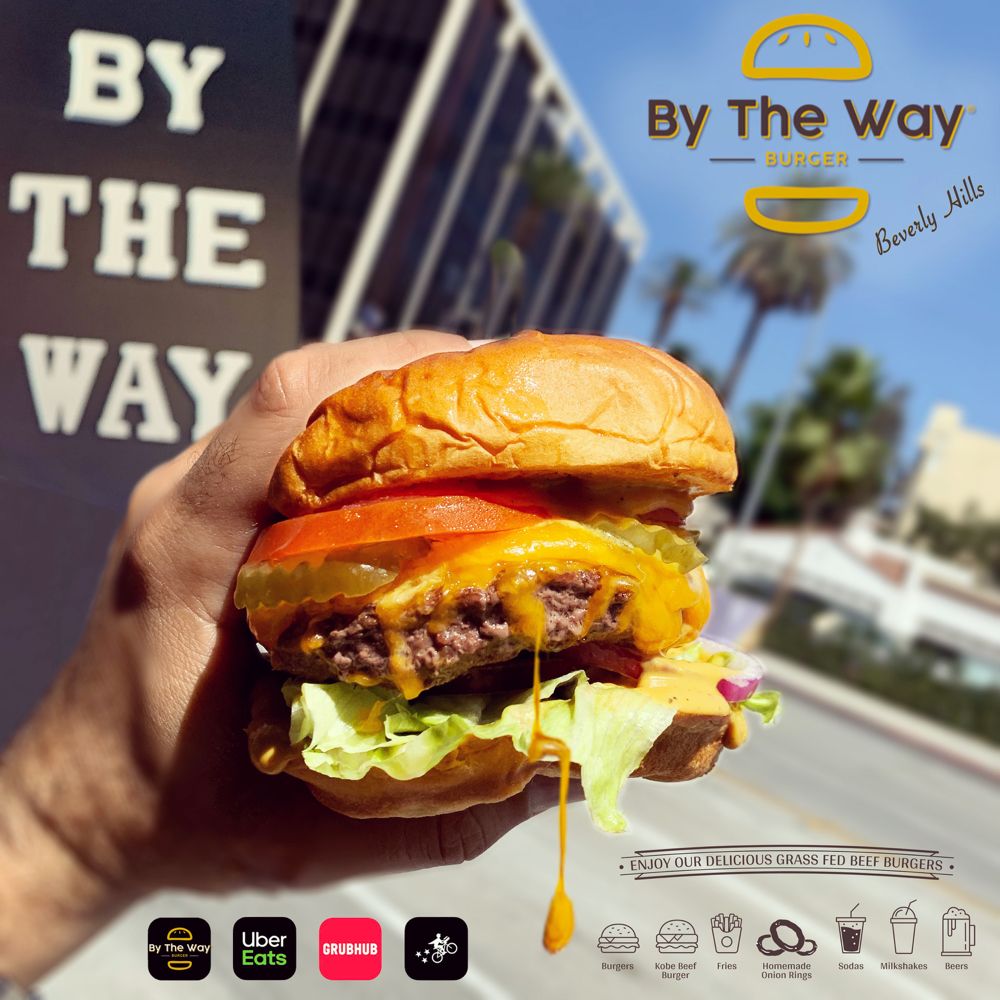 BY
THE
WAY
By The Way®
BURGER
Beverly Hills
ENJOY OUR DELICIOUS GRASS FED BEEF BURGERS
By The Way
BURGER
Uber
Eats
GRUBHUB
Burgers
Kobe Beef
Burger
Fries
Homemade
Onion Rings
Sodas
Milkshakes
Beers